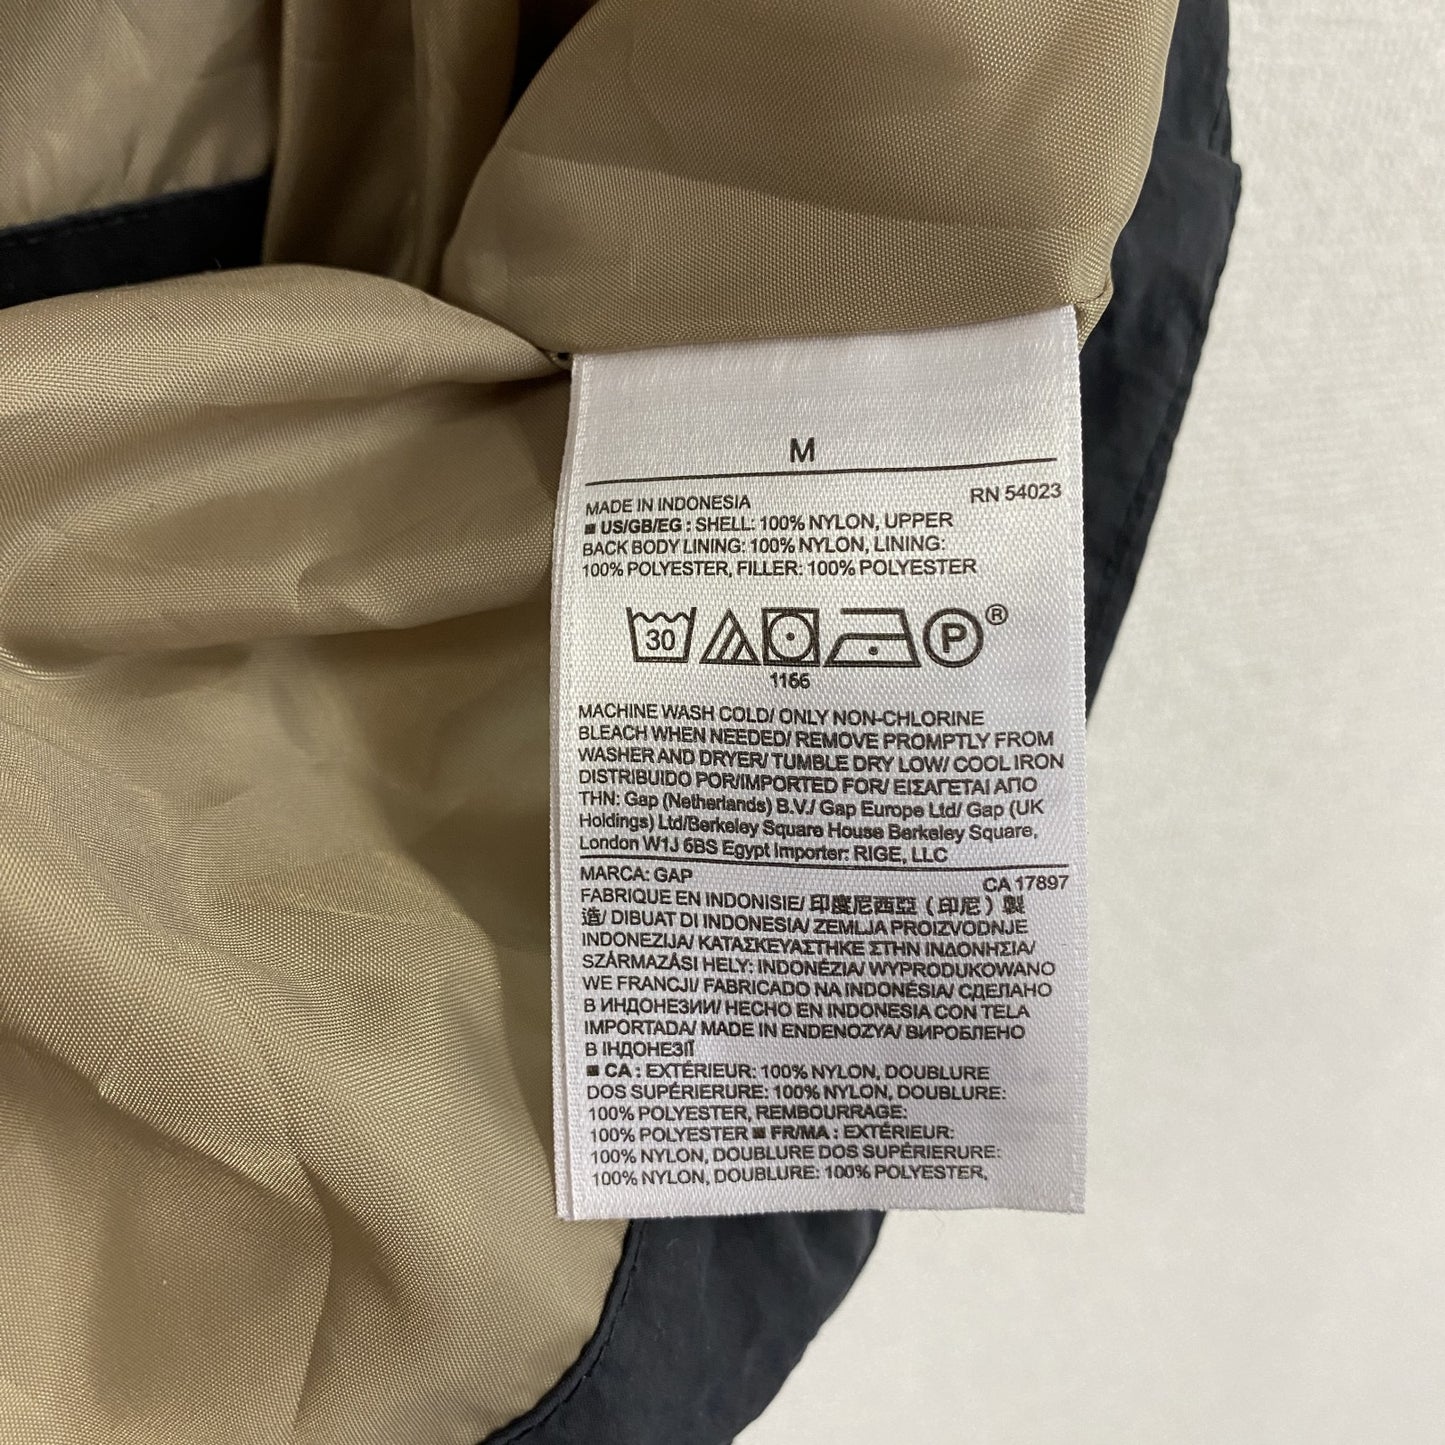 M
MADE IN INDONESIA RN 54023
■ US/GB/EG : SHELL: 100% NYLON, UPPER
BACK BODY LINING: 100% NYLON, LINING:
100% POLYESTER, FILLER: 100% POLYESTER
30 P ®
1166
MACHINE WASH COLD/ ONLY NON-CHLORINE
BLEACH WHEN NEEDED/ REMOVE PROMPTLY FROM
WASHER AND DRYER/ TUMBLE DRY LOW/ COOL IRON
DISTRIBUIDO POR/IMPORTED FOR/ ΕΙΣΑΓΕΤΑΙ ΑΠΟ
ΤΗΝ: Gap (Netherlands) B.V./ Gap Europe Ltd/ Gap (UK
Holdings) Ltd/Berkeley Square House Berkeley Square,
London W1J 6BS Egypt Importer: RIGE, LLC
MARCA: GAP CA 17897
FABRIQUE EN INDONISIE/ 印度尼西亞（印尼）製
造/ DIBUAT DI INDONESIA/ ZEMLJA PROIZVODNJE
INDONEZIJA/ ΚΑΤΑΣΚΕΥΑΣΤΗΚΕ ΣΤΗΝ ΙΝΔΟΝΗΣΙΑ/
SZÁRMAZÁSI HELY: INDONÉZIA/ WYPRODUKOWANO
WE FRANCJI/ FABRICADO NA INDONÉSIA/ СДЕЛАНО
В ИНДОНЕЗИИ/ HECHO EN INDONESIA CON TELA
IMPORTADA/ MADE IN ENDENOZYA/ ВИРОБЛЕНО
В ІНДОНЕЗІЇ
■ CA : EXTÉRIEUR: 100% NYLON, DOUBLURE
DOS SUPÉRIERURE: 100% NYLON, DOUBLURE:
100% POLYESTER, REMBOURRAGE:
100% POLYESTER ■ FR/MA : EXTÉRIEUR:
100% NYLON, DOUBLURE DOS SUPÉRIERURE:
100% NYLON, DOUBLURE: 100% POLYESTER,